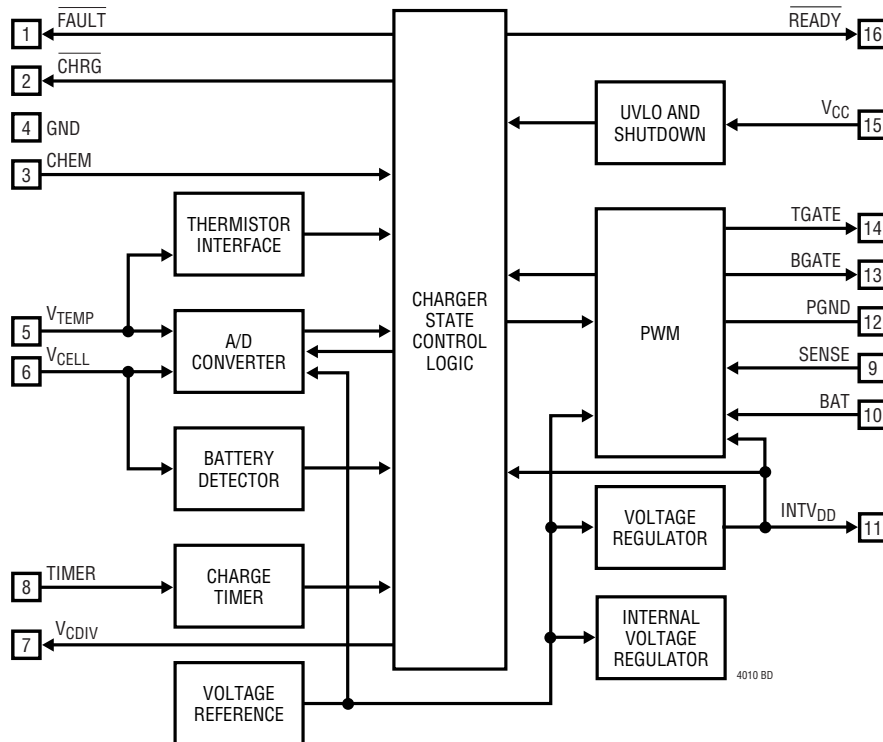 FAULT
1
CHRG
2
4
GND
CHEM
3
THERMISTOR
INTERFACE
VTEMP
5
VCELL
6
A/D
CONVERTER
BATTERY
DETECTOR
TIMER
8
CHARGE
TIMER
VCDIV
7
VOLTAGE
REFERENCE
CHARGER
STATE
CONTROL
LOGIC
READY
16
UVLO AND
SHUTDOWN
VCC
15
PWM
TGATE
14
BGATE
13
PGND
12
SENSE
9
BAT
10
VOLTAGE
REGULATOR
INTVDD
11
INTERNAL
VOLTAGE
REGULATOR
4010 BD